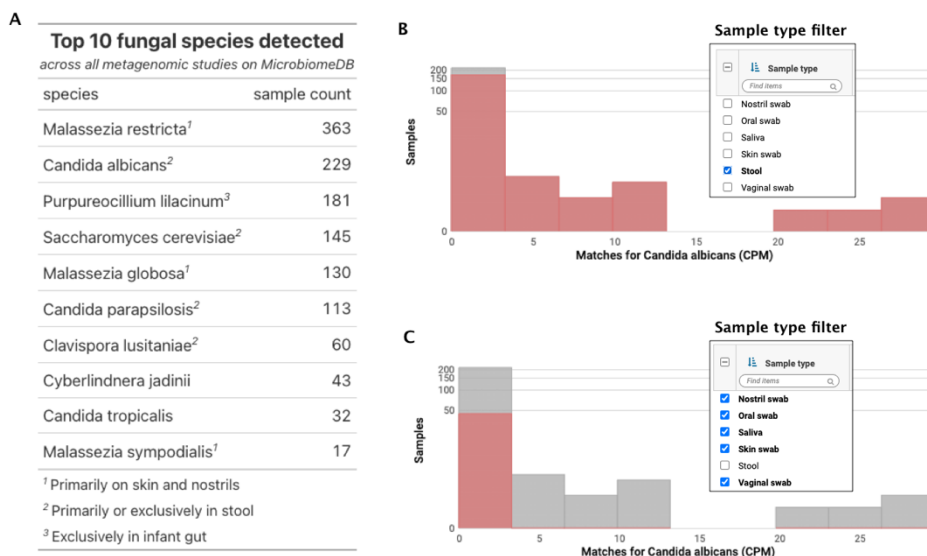 A
Top 10 fungal species detected
across all metagenomic studies on MicrobiomeDB
species sample count
Malassezia restricta1 363
Candida albicans2 229
Purpureocillium lilacinum3 181
Saccharomyces cerevisiae2 145
Malassezia globosa1 130
Candida parapsilosis2 113
Clavispora lusitaniae2 60
Cyberlindnera jadinii 43
Candida tropicalis 32
Malassezia sympodialis1 17
1 Primarily on skin and nostrils
2 Primarily or exclusively in stool
3 Exclusively in infant gut
B
Sample type filter
Sample type
Find items
Nostril swab
Oral swab
Saliva
Skin swab
Stool
Vaginal swab
Samples
200
150
100
50
0
0 5 10 15 20 25
Matches for Candida albicans (CPM)
C
Sample type filter
Sample type
Find items
Nostril swab
Oral swab
Saliva
Skin swab
Stool
Vaginal swab
Samples
200
150
100
50
0
0 5 10 15 20 25
Matches for Candida albicans (CPM)